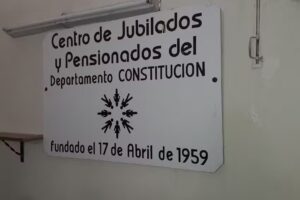 Centro de Jubilados
y Pensionados del
Departamento CONSTITUCION
fundado el 17 de Abril de 1959